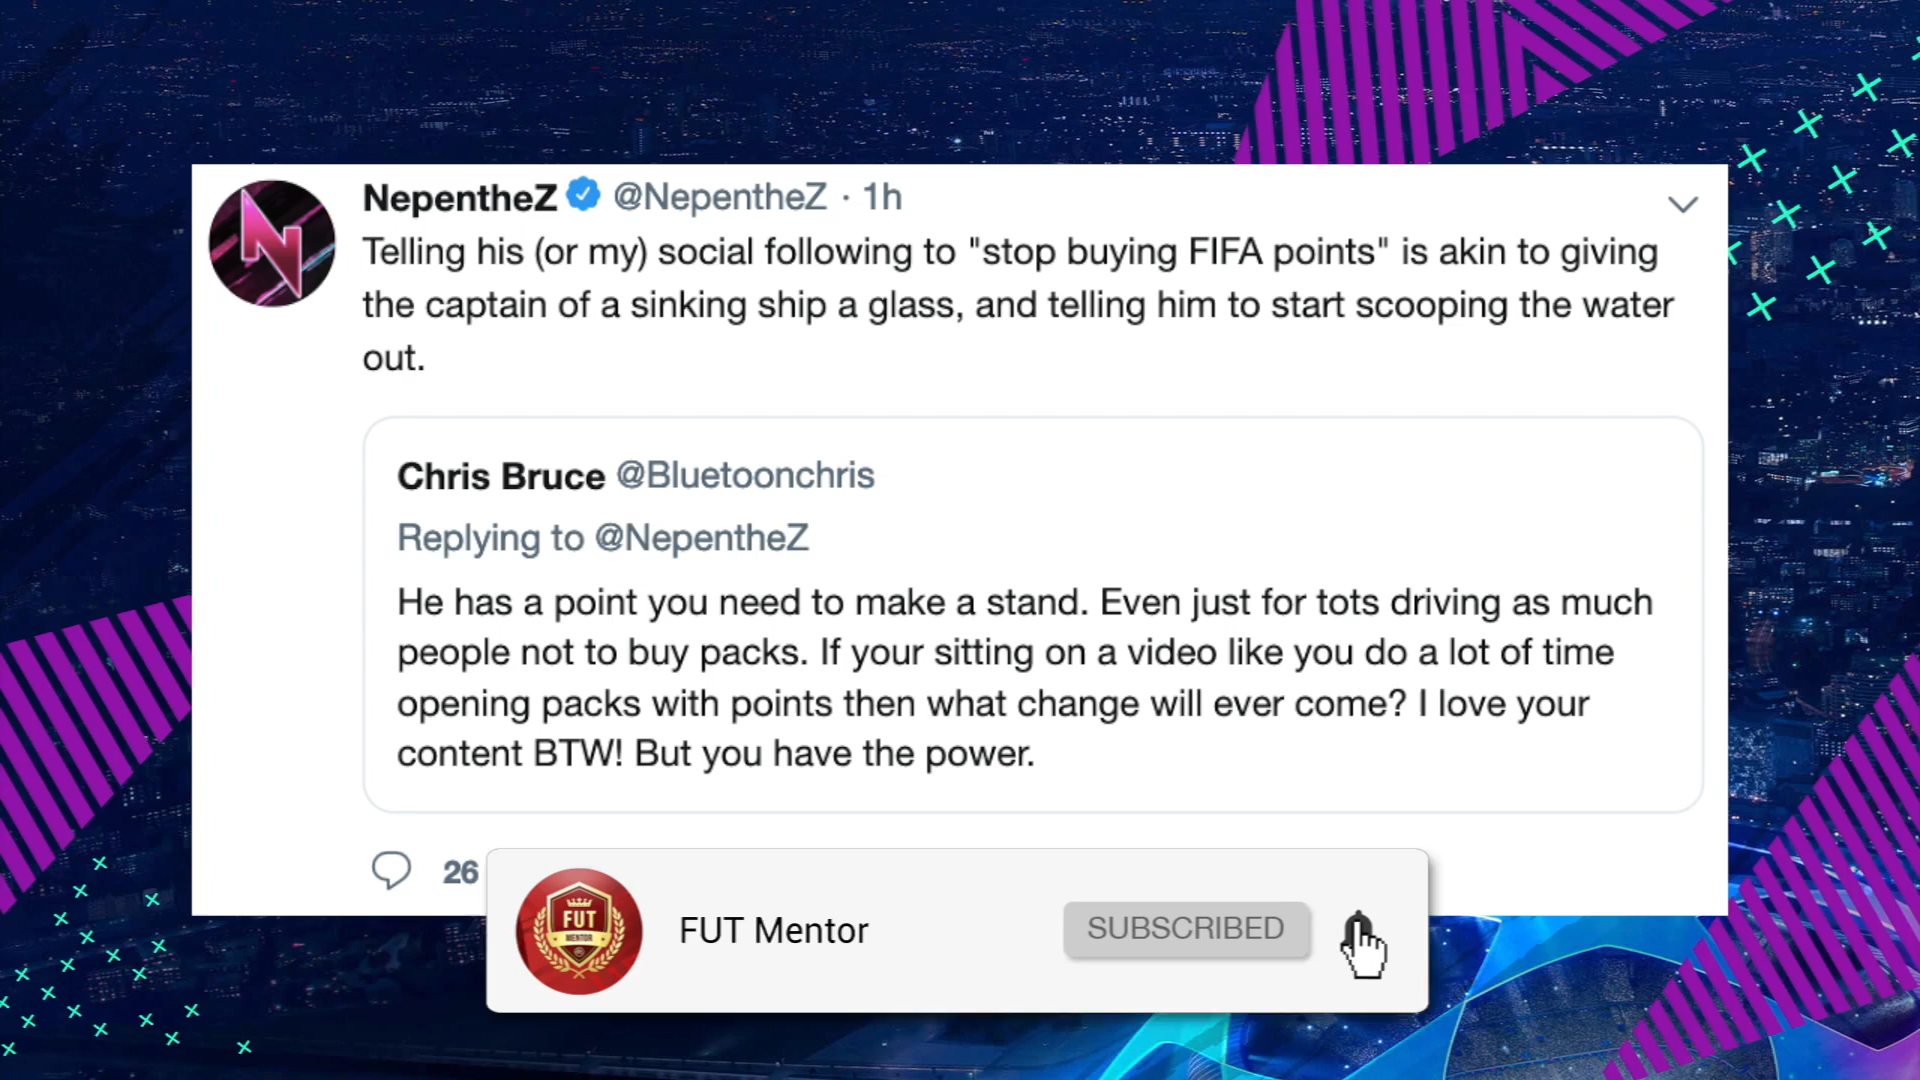 NepentheZ @NepentheZ · 1h
Telling his (or my) social following to "stop buying FIFA points" is akin to giving
the captain of a sinking ship a glass, and telling him to start scooping the water
out.
Chris Bruce @Bluetoonchris
Replying to @NepentheZ
He has a point you need to make a stand. Even just for tots driving as much
people not to buy packs. If your sitting on a video like you do a lot of time
opening packs with points then what change will ever come? I love your
content BTW! But you have the power.
26
FUT
MENTOR
FUT Mentor
SUBSCRIBED